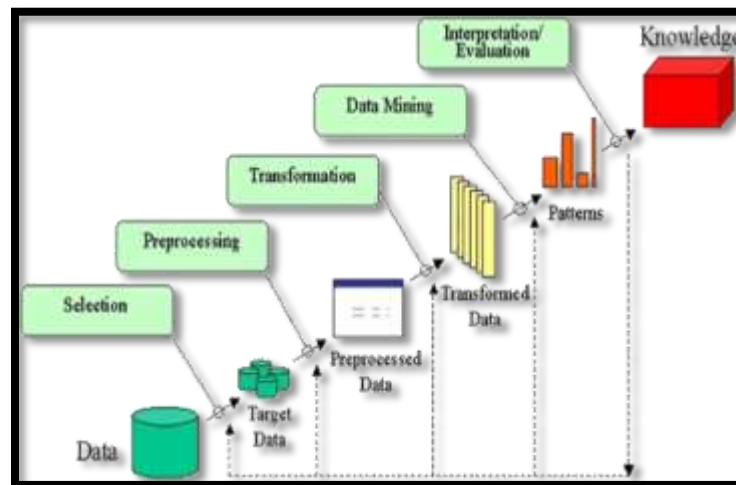 Interpretation/
Evaluation
Knowledge
Data Mining
Transformation
Patterns
Preprocessing
Transformed
Data
Selection
Preprocessed
Data
Target
Data
Data